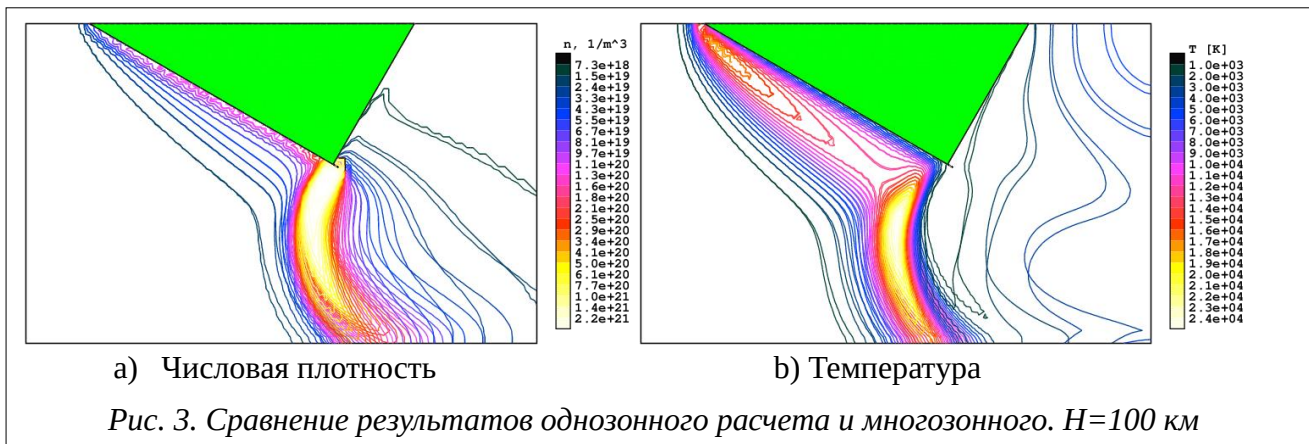 n, 1/m^3
7.3e+18
1.5e+19
2.4e+19
3.3e+19
4.3e+19
5.5e+19
6.7e+19
8.1e+19
9.7e+19
1.1e+20
1.3e+20
1.6e+20
1.8e+20
2.1e+20
2.5e+20
2.9e+20
3.4e+20
4.1e+20
5.0e+20
6.1e+20
7.7e+20
1.0e+21
1.4e+21
2.2e+21
T [K]
1.0e+03
2.0e+03
3.0e+03
4.0e+03
5.0e+03
6.0e+03
7.0e+03
8.0e+03
9.0e+03
1.0e+04
1.1e+04
1.2e+04
1.3e+04
1.4e+04
1.5e+04
1.6e+04
1.7e+04
1.8e+04
1.9e+04
2.0e+04
2.1e+04
2.2e+04
2.3e+04
2.4e+04
a) Числовая плотность
b) Температура
Рис. 3. Сравнение результатов однозонного расчета и многозонного. H=100 км